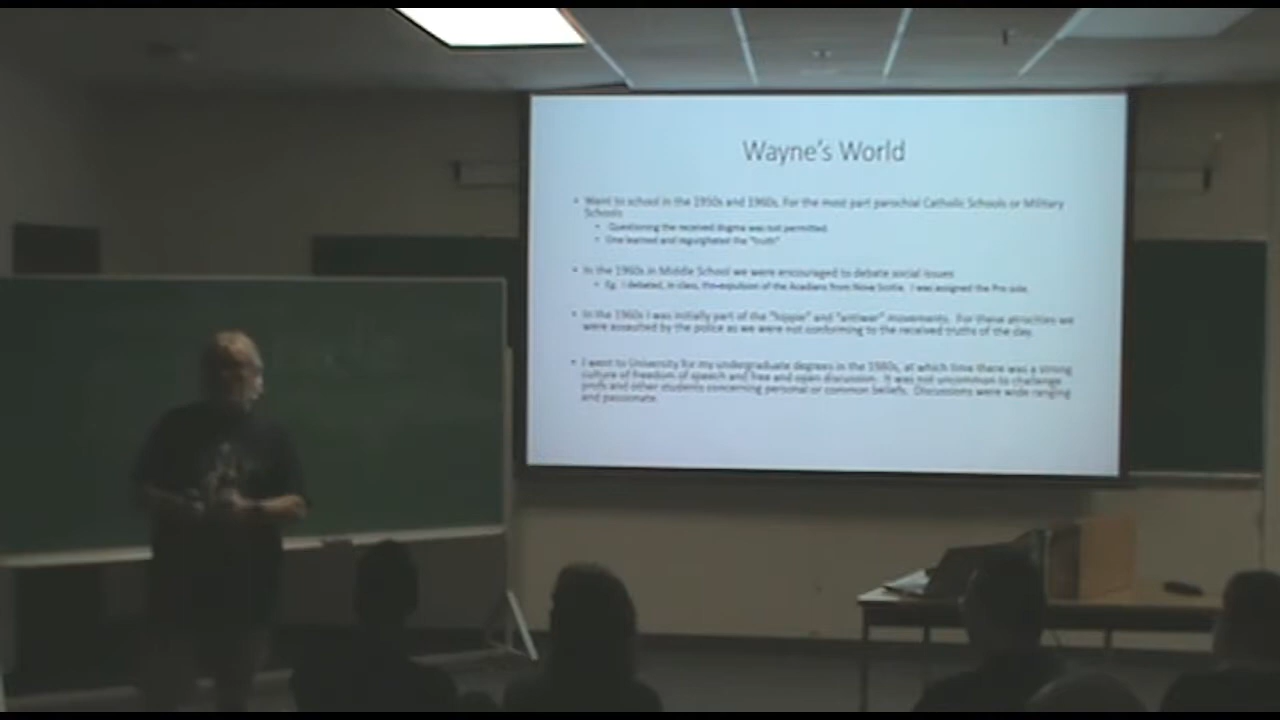 Wayne's World
• Went to school in the 1950s and 1960s. For the most part parochial Catholic Schools or Military
Schools
• Questioning the received dogma was not permitted
• One learned and regurgitated the "truth"
• In the 1960s in Middle School we were encouraged to debate social issues
• Eg. I debated, in class, the expulsion of the Acadians from Nova Scotia. I was assigned the Pro side.
• In the 1960s I was initially part of the "hippie" and "antiwar" movements. For these atrocities we
were assaulted by the police as we were not conforming to the received truths of the day.
• I went to University for my undergraduate degrees in the 1980s, at which time there was a strong
culture of freedom of speech and free and open discussion. It was not uncommon to challenge
profs and other students concerning personal or common beliefs. Discussions were wide ranging
and passionate.